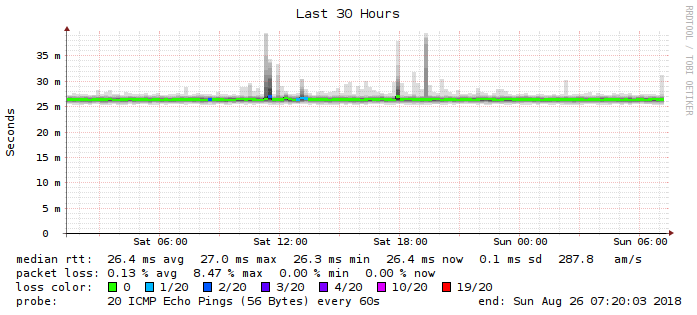 Last 30 Hours
RRDTOOL / TOBI OETIKER
Seconds
35 m
30 m
25 m
20 m
15 m
10 m
5 m
0
Sat 06:00 Sat 12:00 Sat 18:00 Sun 00:00 Sun 06:00
median rtt: 26.4 ms avg 27.0 ms max 26.3 ms min 26.4 ms now 0.1 ms sd 287.8 am/s
packet loss: 0.13 % avg 8.47 % max 0.00 % min 0.00 % now
loss color: 0 1/20 2/20 3/20 4/20 10/20 19/20
probe: 20 ICMP Echo Pings (56 Bytes) every 60s end: Sun Aug 26 07:20:03 2018